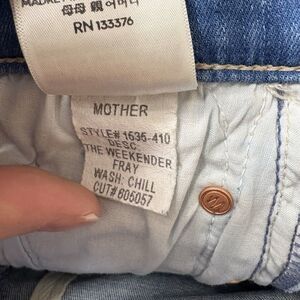 母母 親 어머니
RN 133376
MOTHER
STYLE# 1635-410
DESC.
THE WEEKENDER
FRAY
WASH: CHILL
CUT# 605057